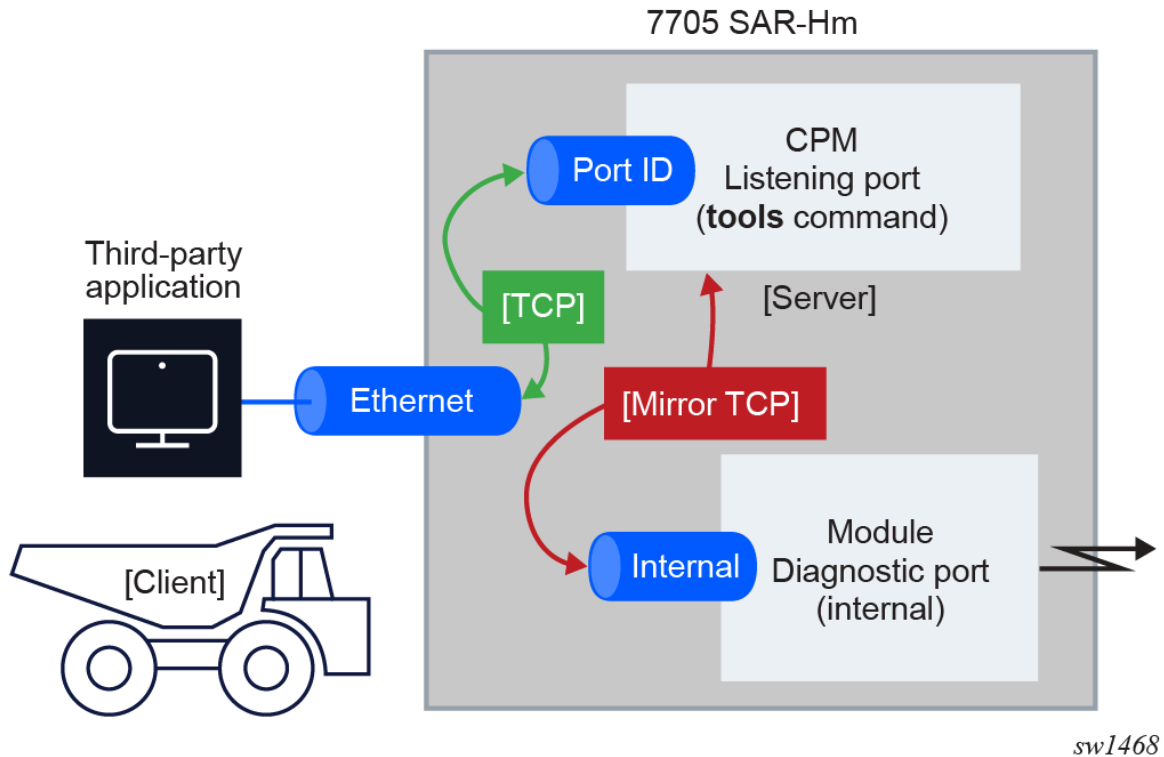 7705 SAR-Hm
CPM
Listening port
(tools command)
Port ID
[Server]
Third-party
application
[TCP]
Ethernet
[Mirror TCP]
Internal
Module
Diagnostic port
(internal)
[Client]
sw1468